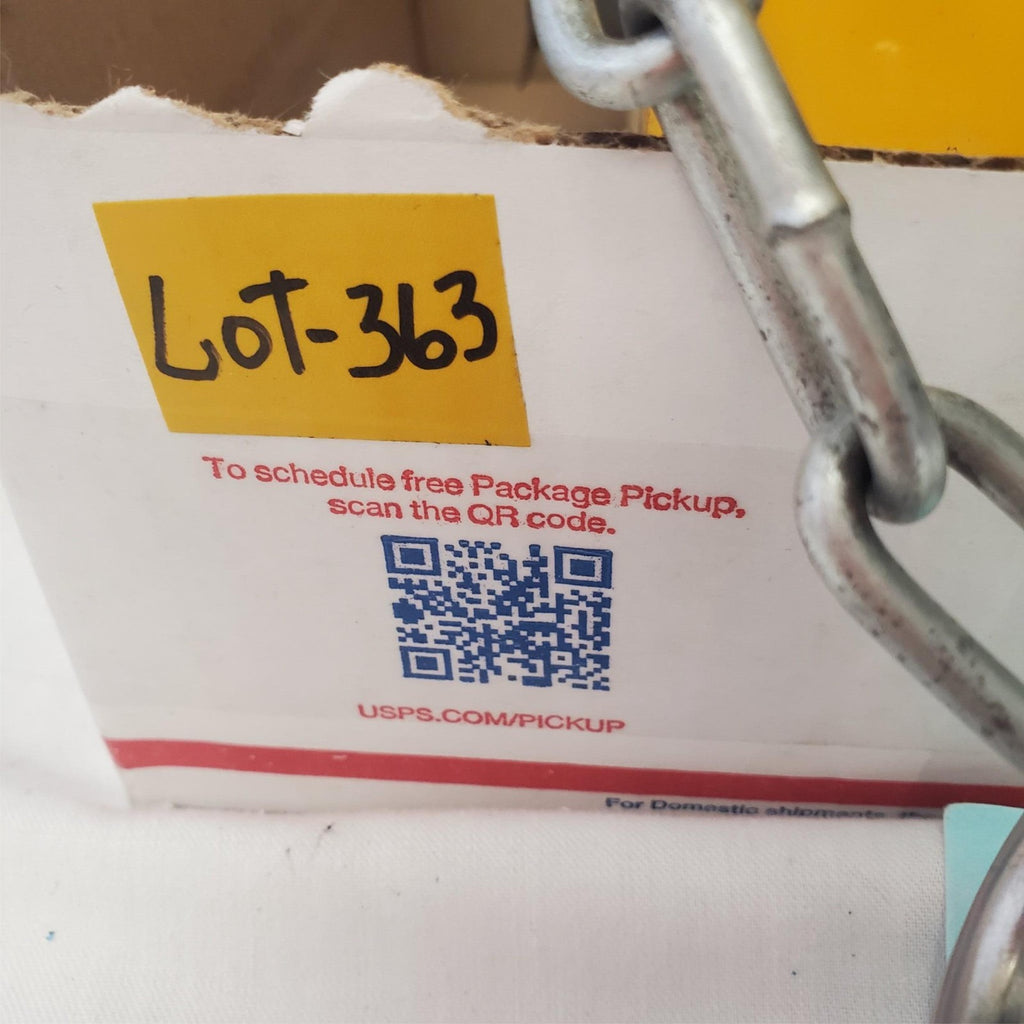 LOT-363
To schedule free Package Pickup,
scan the QR code.
USPS.COM/PICKUP
For Domestic shipments,